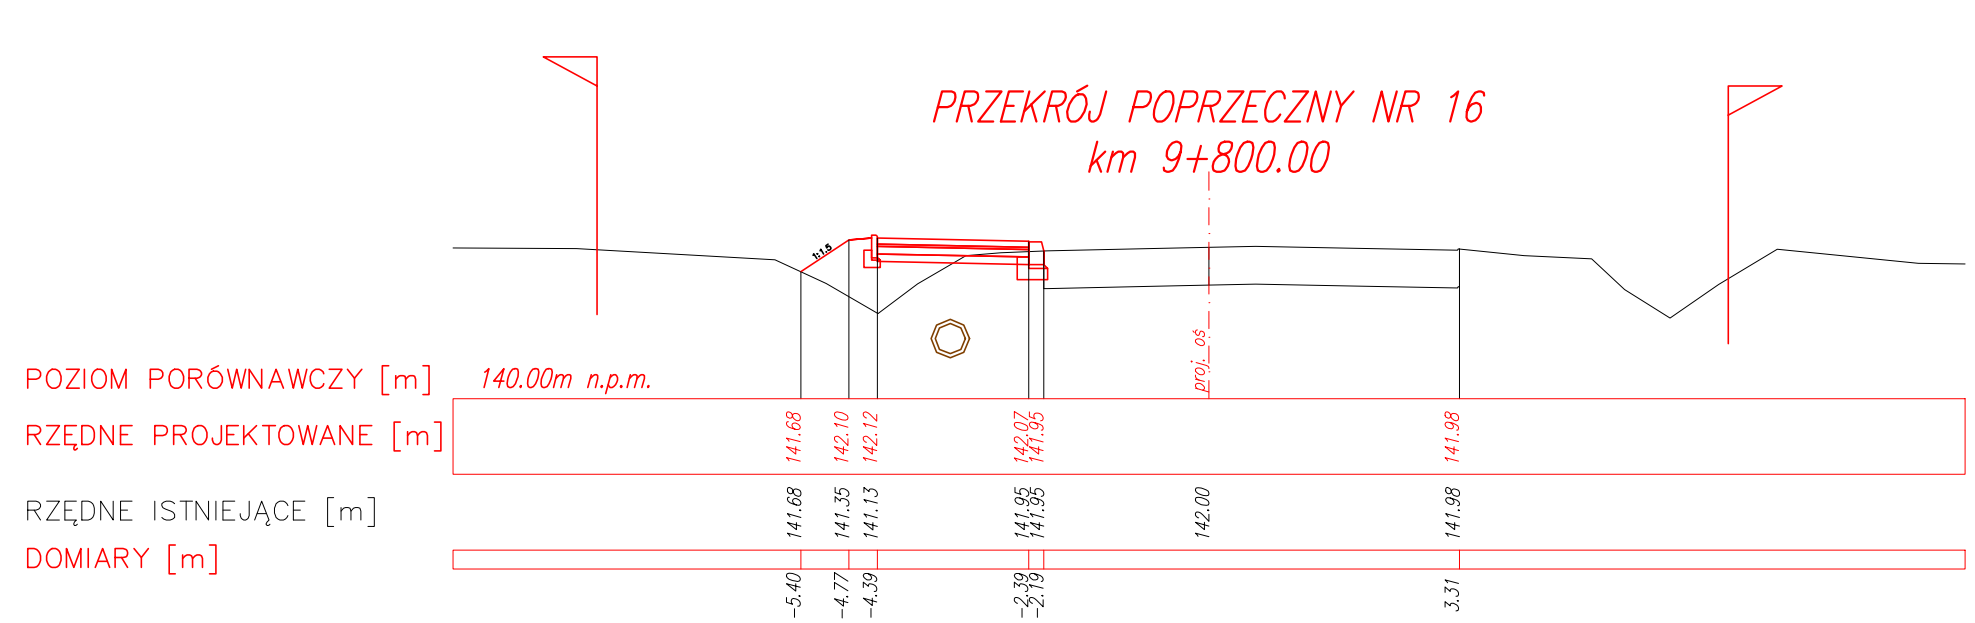 PRZEKRÓJ POPRZECZNY NR 16
km 9+800.00
1:1.5
proj. oś
POZIOM PORÓWNAWCZY [m] 140.00m n.p.m.
RZĘDNE PROJEKTOWANE [m] 141.68 142.10 142.12 142.07 141.95 141.98
RZĘDNE ISTNIEJĄCE [m] 141.68 141.35 141.13 141.95 141.95 142.00 141.98
DOMIARY [m] -5.40 -4.77 -4.39 -2.39 -2.19 3.31